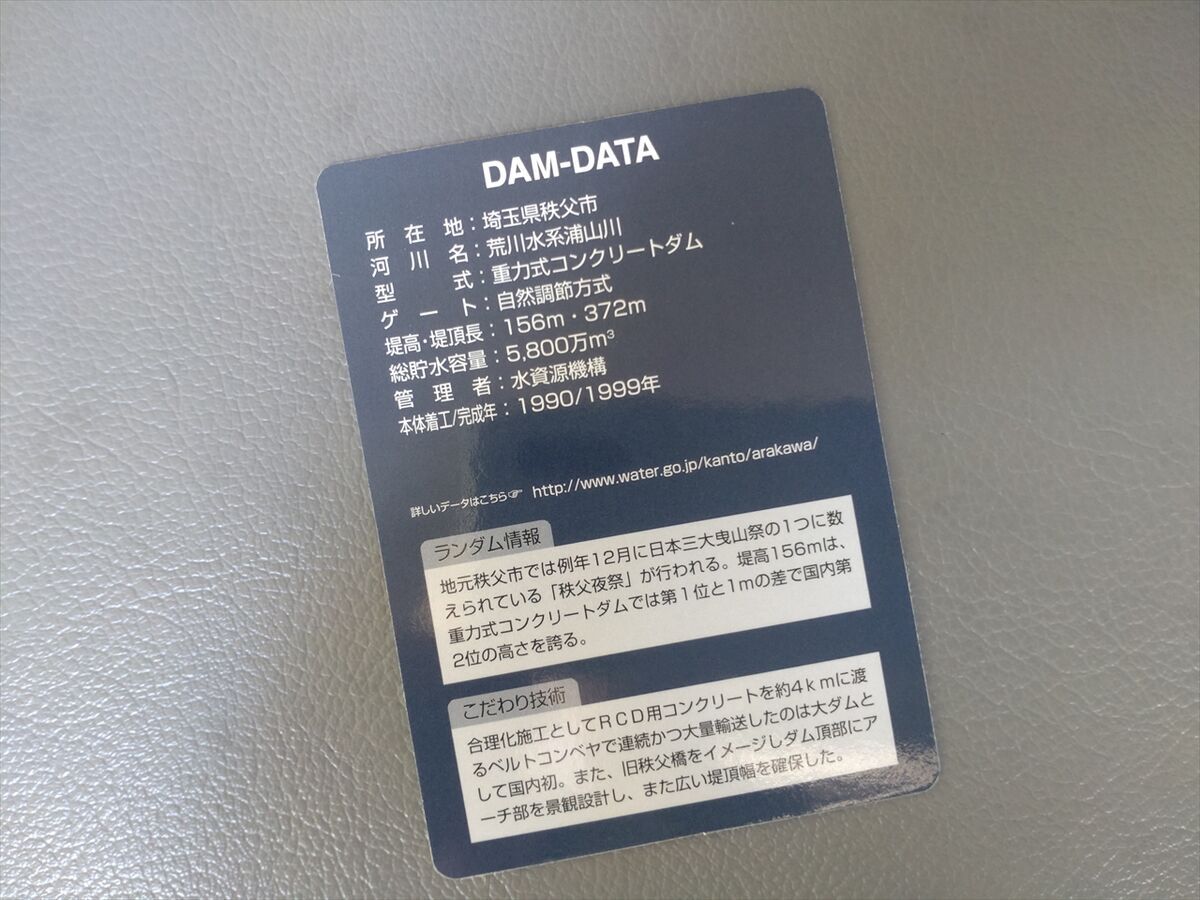 DAM-DATA
所在地：埼玉県秩父市
河川名：荒川水系浦山川
型式：重力式コンクリートダム
ゲート：自然調節方式
堤高・堤頂長：156m・372m
総貯水容量：5,800万m³
管理者：水資源機構
本体着工/完成年：1990/1999年
詳しいデータはこちら☞ http://www.water.go.jp/kanto/arakawa/
ランダム情報
地元秩父市では例年12月に日本三大曳山祭の1つに数
えられている「秩父夜祭」が行われる。堤高156mは、
重力式コンクリートダムでは第1位と1mの差で国内第
2位の高さを誇る。
こだわり技術
合理化施工としてRCD用コンクリートを約4kmに渡
るベルトコンベヤで連続かつ大量輸送したのは大ダムと
して国内初。また、旧秩父橋をイメージしダム頂部にア
ーチ部を景観設計し、また広い堤頂幅を確保した。